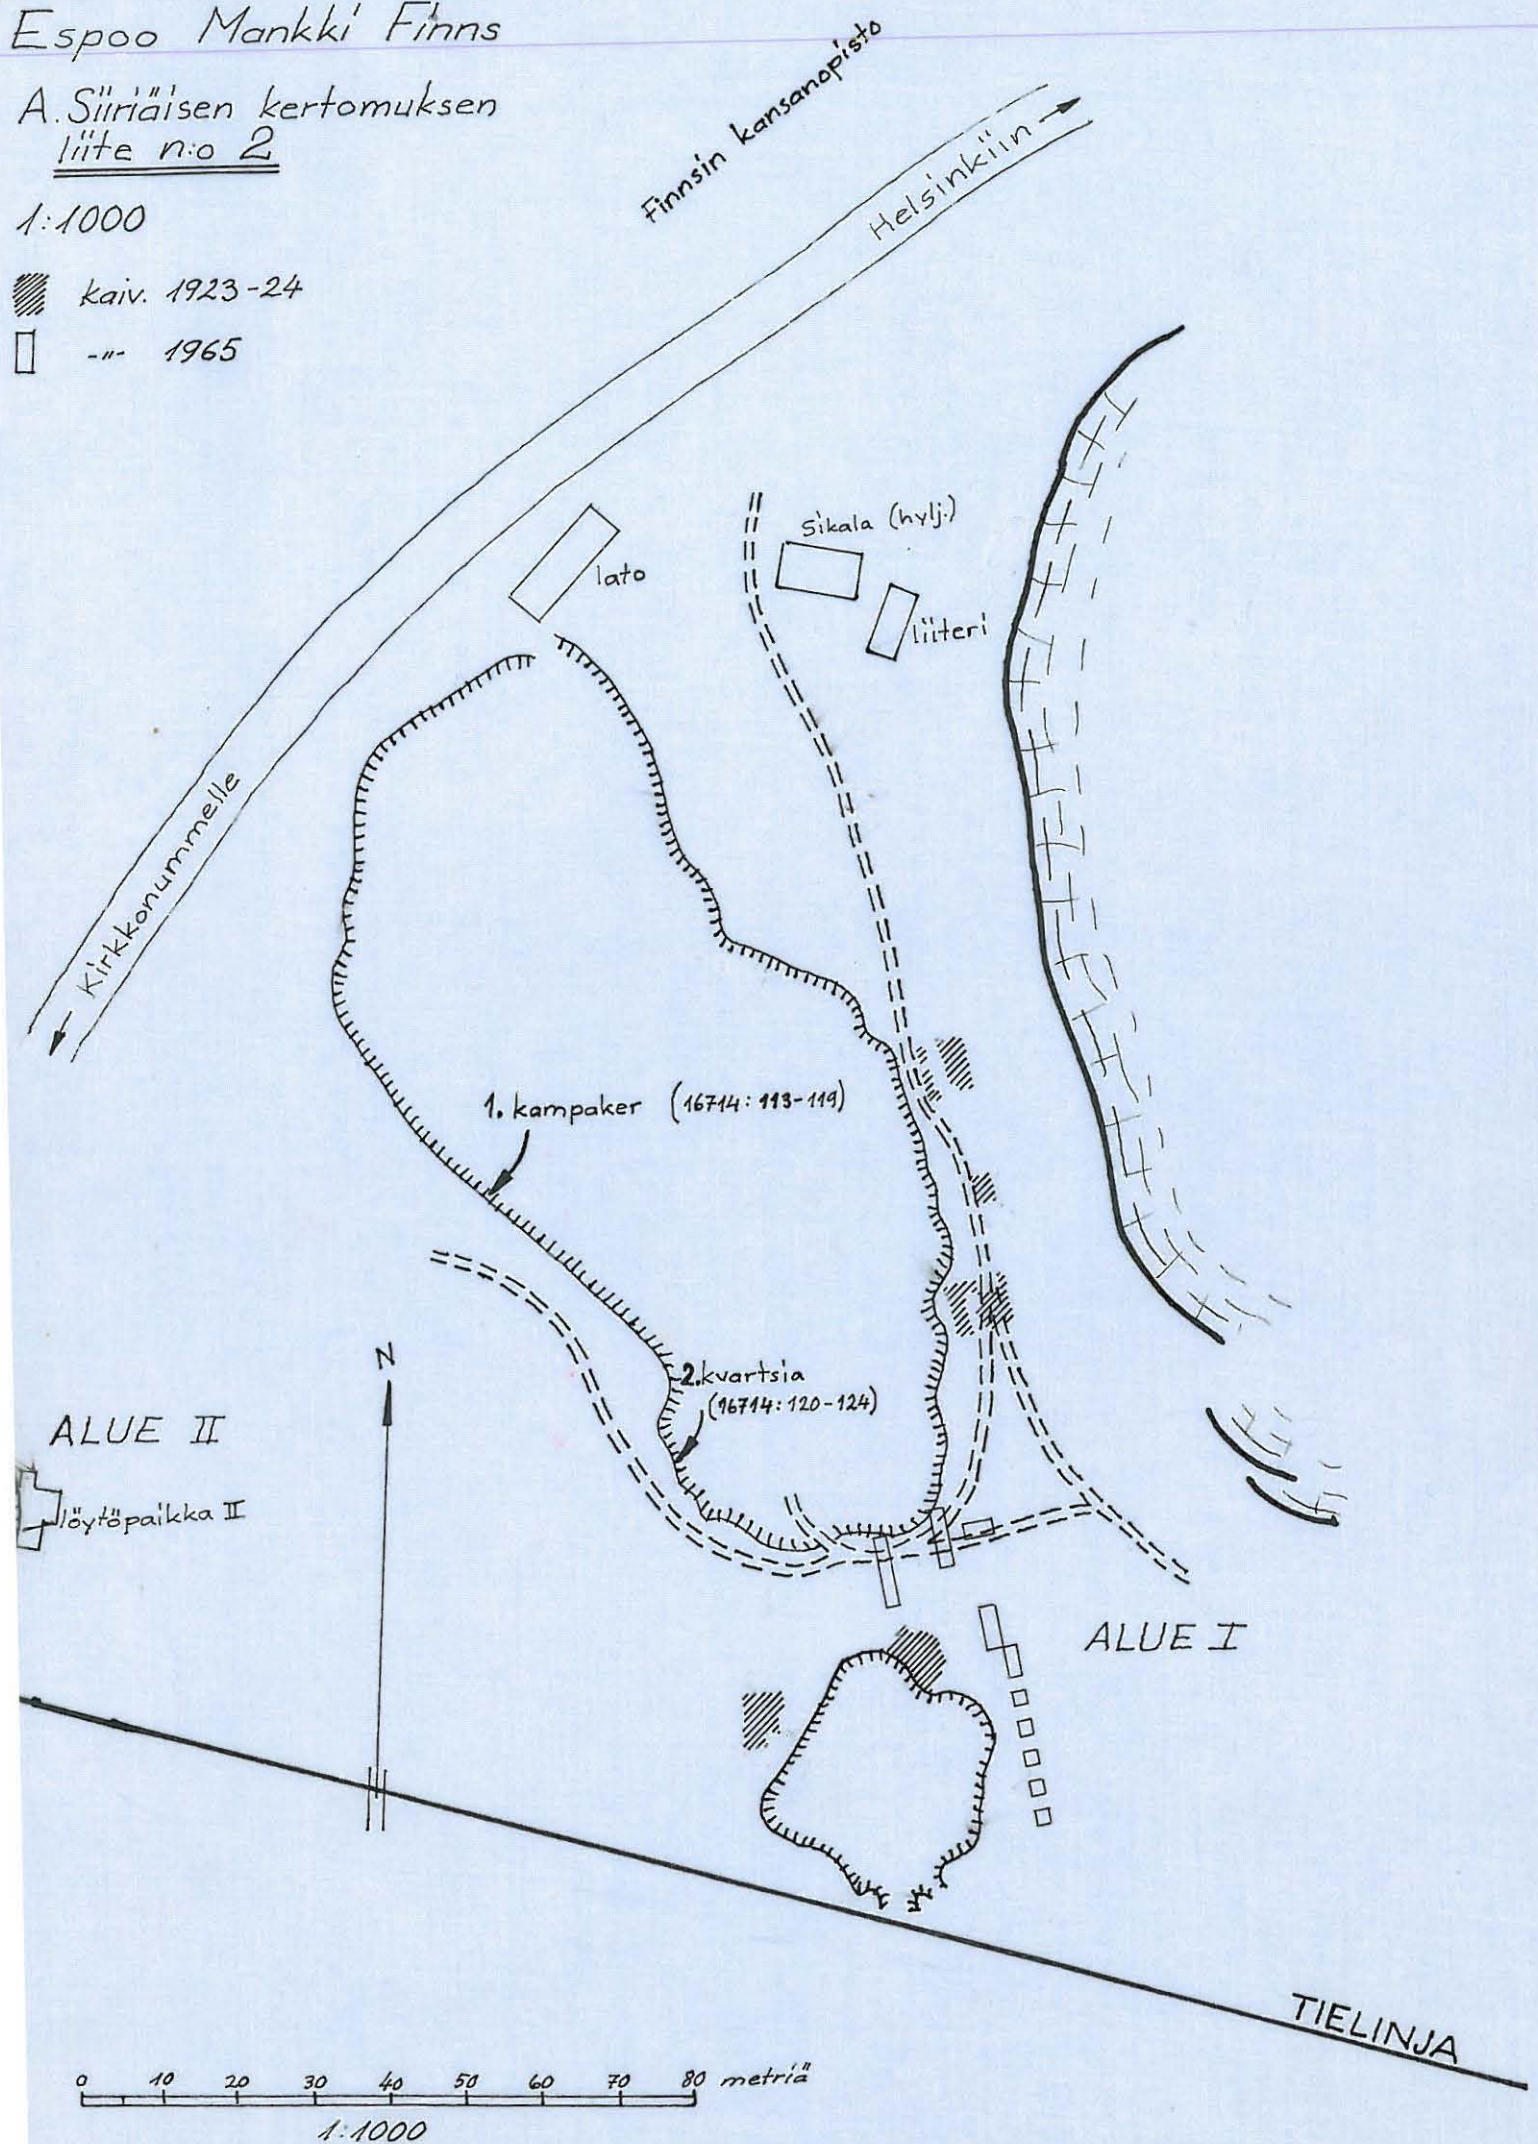 Espoo Mankki Finns
A. Siiriäisen kertomuksen
liite n:o 2
1:1000
kaiv. 1923-24
-"- 1965
Finnsin kansanopisto
Helsinkiin
Sikala (hylj.)
lato
liiteri
Kirkkonummelle
1. kampaker (16714:113-119)
N
2. kvartsia
(16714:120-124)
ALUE II
löytöpaikka II
ALUE I
TIELINJA
0 10 20 30 40 50 60 70 80 metriä
1:1000